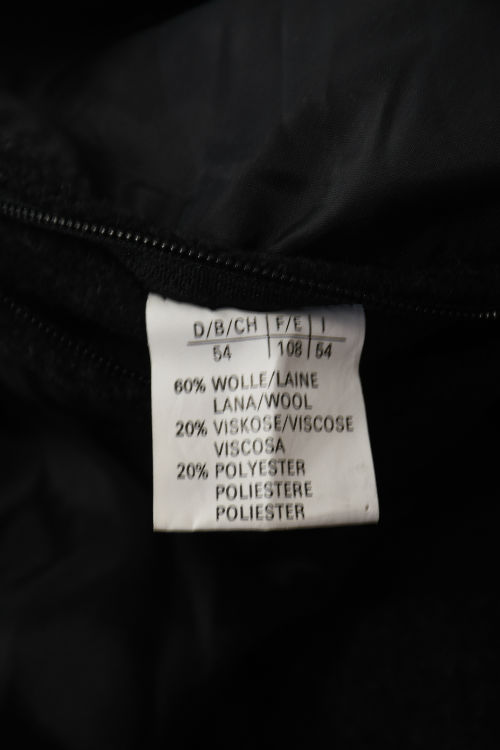 D/B/CH F/E I
54 108 54
60% WOLLE/LAINE
LANA/WOOL
20% VISKOSE/VISCOSE
VISCOSA
20% POLYESTER
POLIESTERE
POLIESTER